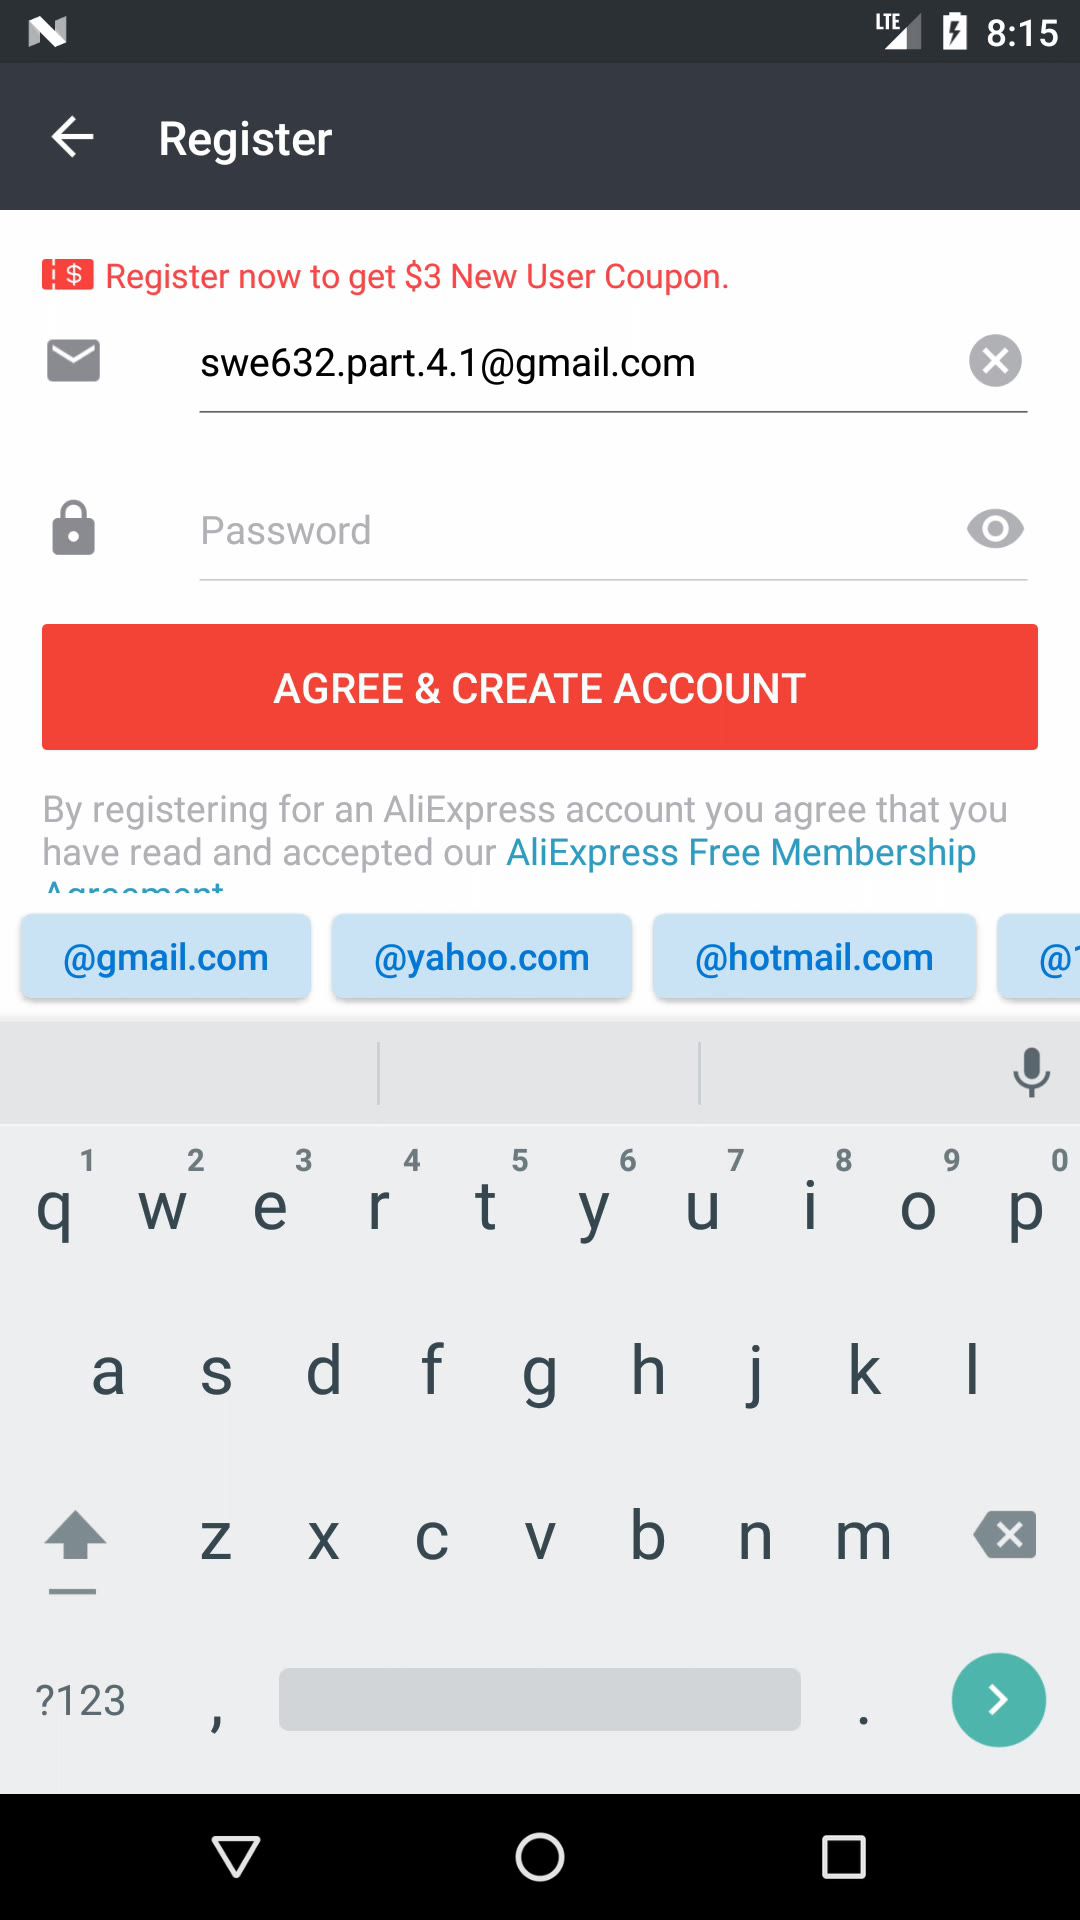 LTE 8:15
Register
$ Register now to get $3 New User Coupon.
swe632.part.4.1@gmail.com
Password
AGREE & CREATE ACCOUNT
By registering for an AliExpress account you agree that you
have read and accepted our AliExpress Free Membership
Agreement
@gmail.com @yahoo.com @hotmail.com @1
1 2 3 4 5 6 7 8 9 0
q w e r t y u i o p
a s d f g h j k l
z x c v b n m
?123 , .